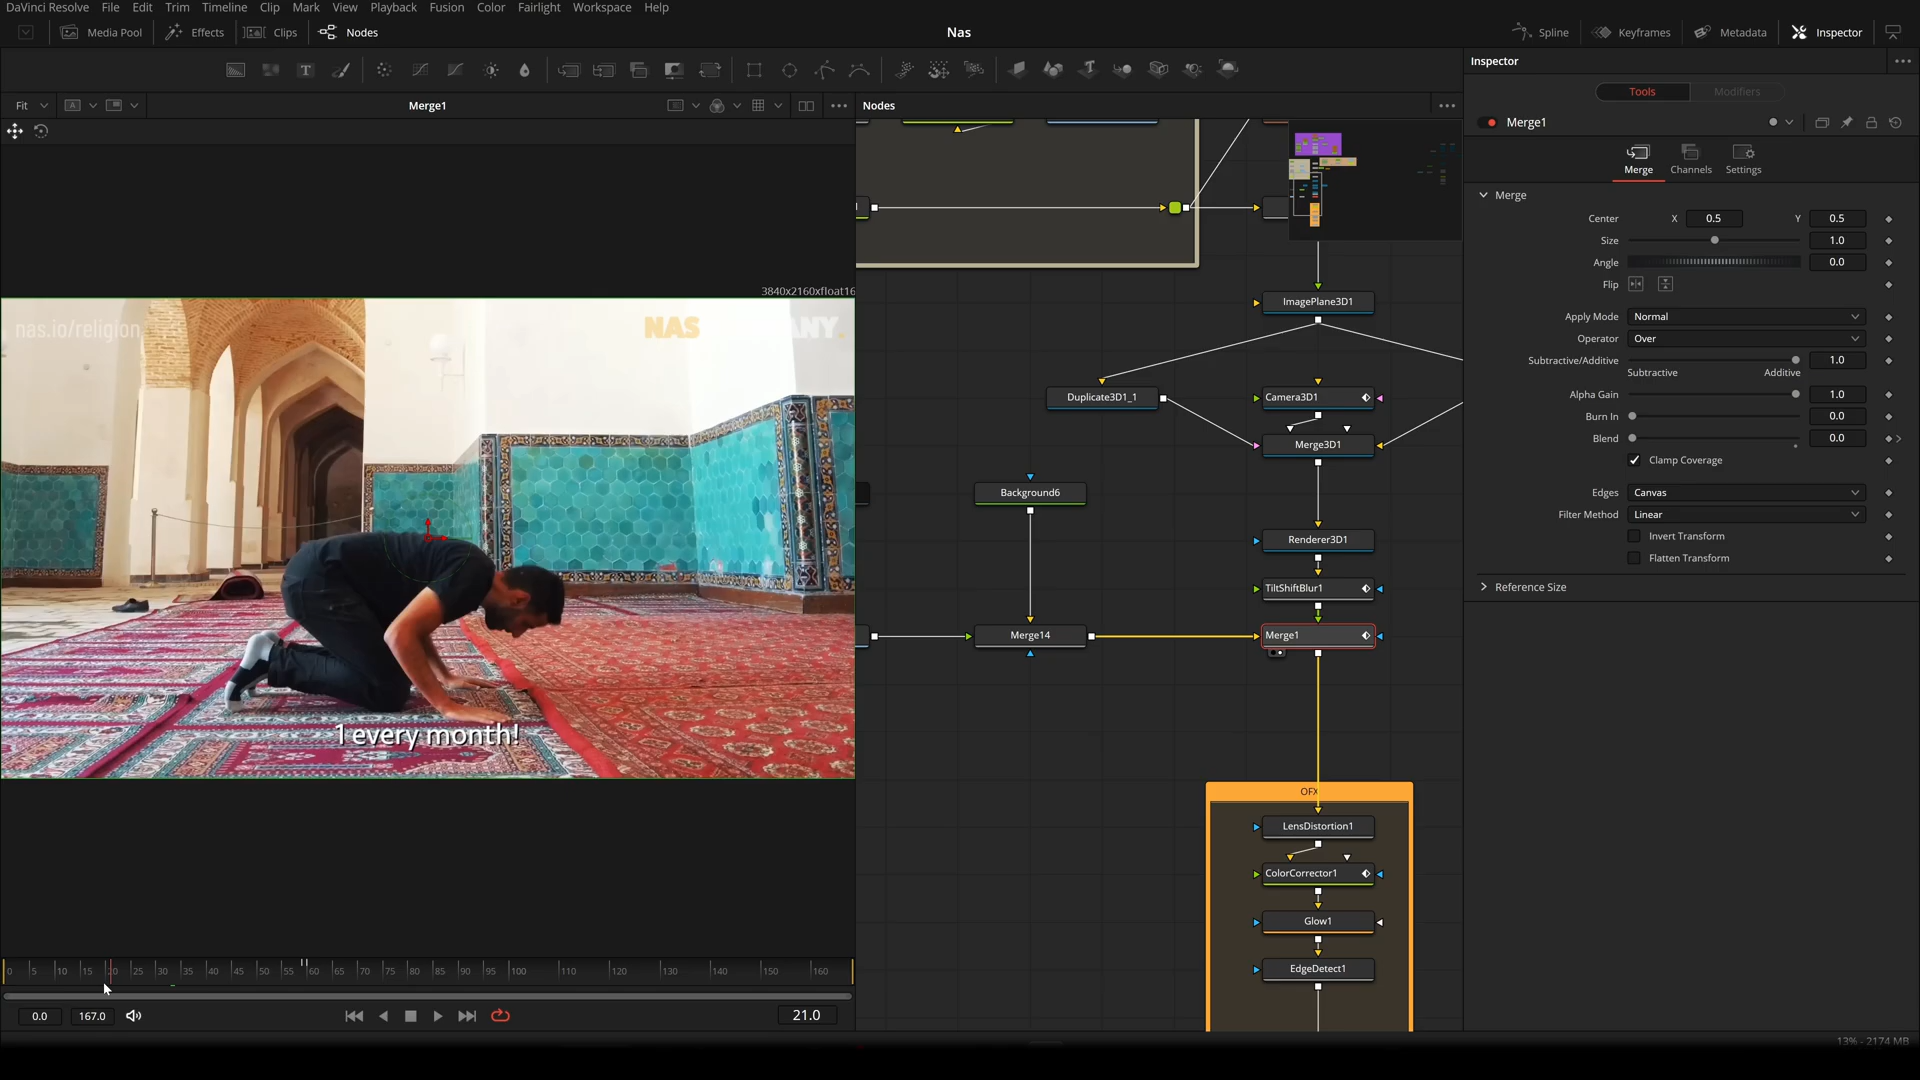 DaVinci Resolve File Edit Trim Timeline Clip Mark View Playback Fusion Color Fairlight Workspace Help
Media Pool Effects Clips Nodes Nas Spline Keyframes Metadata Inspector
Inspector
Tools Modifiers
Fit Merge1 Nodes
Merge1
Merge Channels Settings
Merge
Center X 0.5 Y 0.5
Size 1.0
Angle 0.0
Flip
Apply Mode Normal
Operator Over
Subtractive/Additive 1.0
Subtractive Additive
Alpha Gain 1.0
Burn In 0.0
Blend 0.0
Clamp Coverage
Edges Canvas
Filter Method Linear
Invert Transform
Flatten Transform
Reference Size
3840x2160xfloat16
nas.io/religion
NAS
ANY.
1 every month!
ImagePlane3D1
Duplicate3D1_1
Camera3D1
Merge3D1
Background6
Renderer3D1
TiltShiftBlur1
Merge14
Merge1
OFX
LensDistortion1
ColorCorrector1
Glow1
EdgeDetect1
0 5 10 15 20 25 30 35 40 45 50 55 60 65 70 75 80 85 90 95 100 110 120 130 140 150 160
0.0 167.0 21.0
13% - 2174 MB